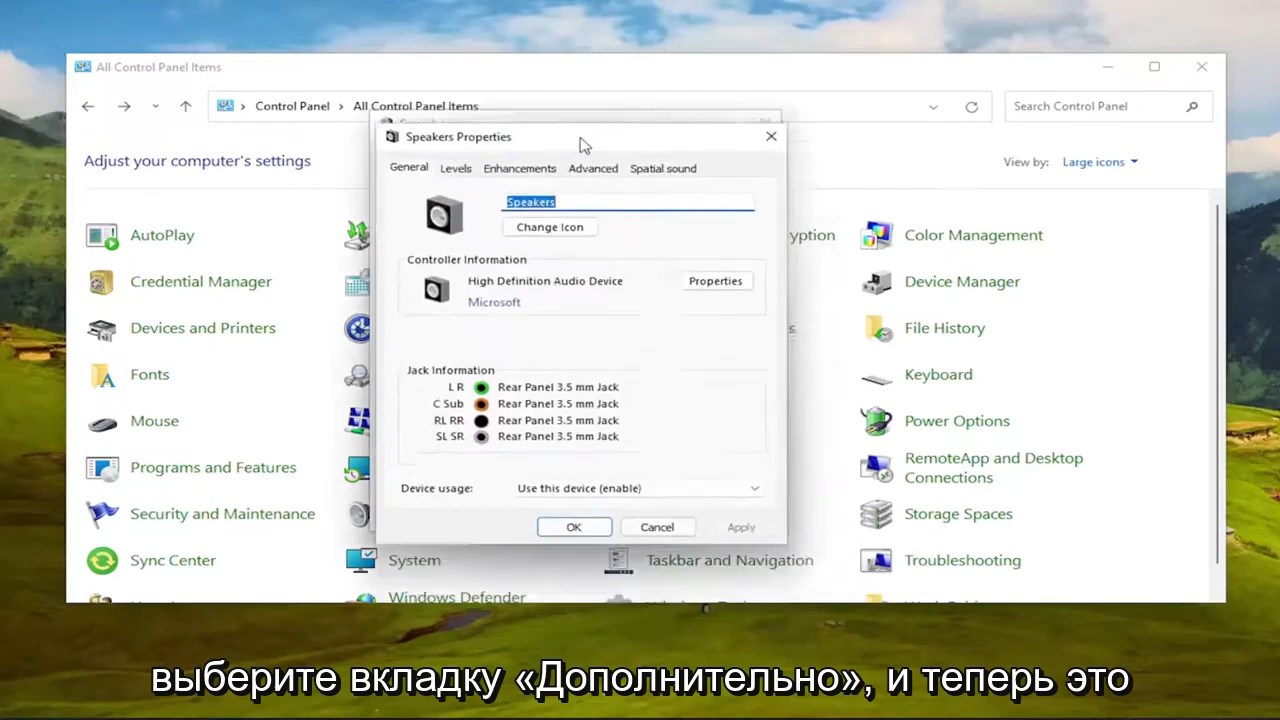 All Control Panel Items
Control Panel
All Control Panel Items
Search Control Panel
Adjust your computer's settings
View by:
Large icons
Speakers Properties
General
Levels
Enhancements
Advanced
Spatial sound
Speakers
Change Icon
Controller Information
High Definition Audio Device
Properties
Microsoft
Jack Information
L R Rear Panel 3.5 mm Jack
C Sub Rear Panel 3.5 mm Jack
RL RR Rear Panel 3.5 mm Jack
SL SR Rear Panel 3.5 mm Jack
Device usage:
Use this device (enable)
OK
Cancel
Apply
AutoPlay
Credential Manager
Devices and Printers
Fonts
Mouse
Programs and Features
Security and Maintenance
Sync Center
System
Windows Defender
Taskbar and Navigation
yption
Color Management
Device Manager
File History
Keyboard
Power Options
RemoteApp and Desktop
Connections
Storage Spaces
Troubleshooting
выберите вкладку «Дополнительно», и теперь это